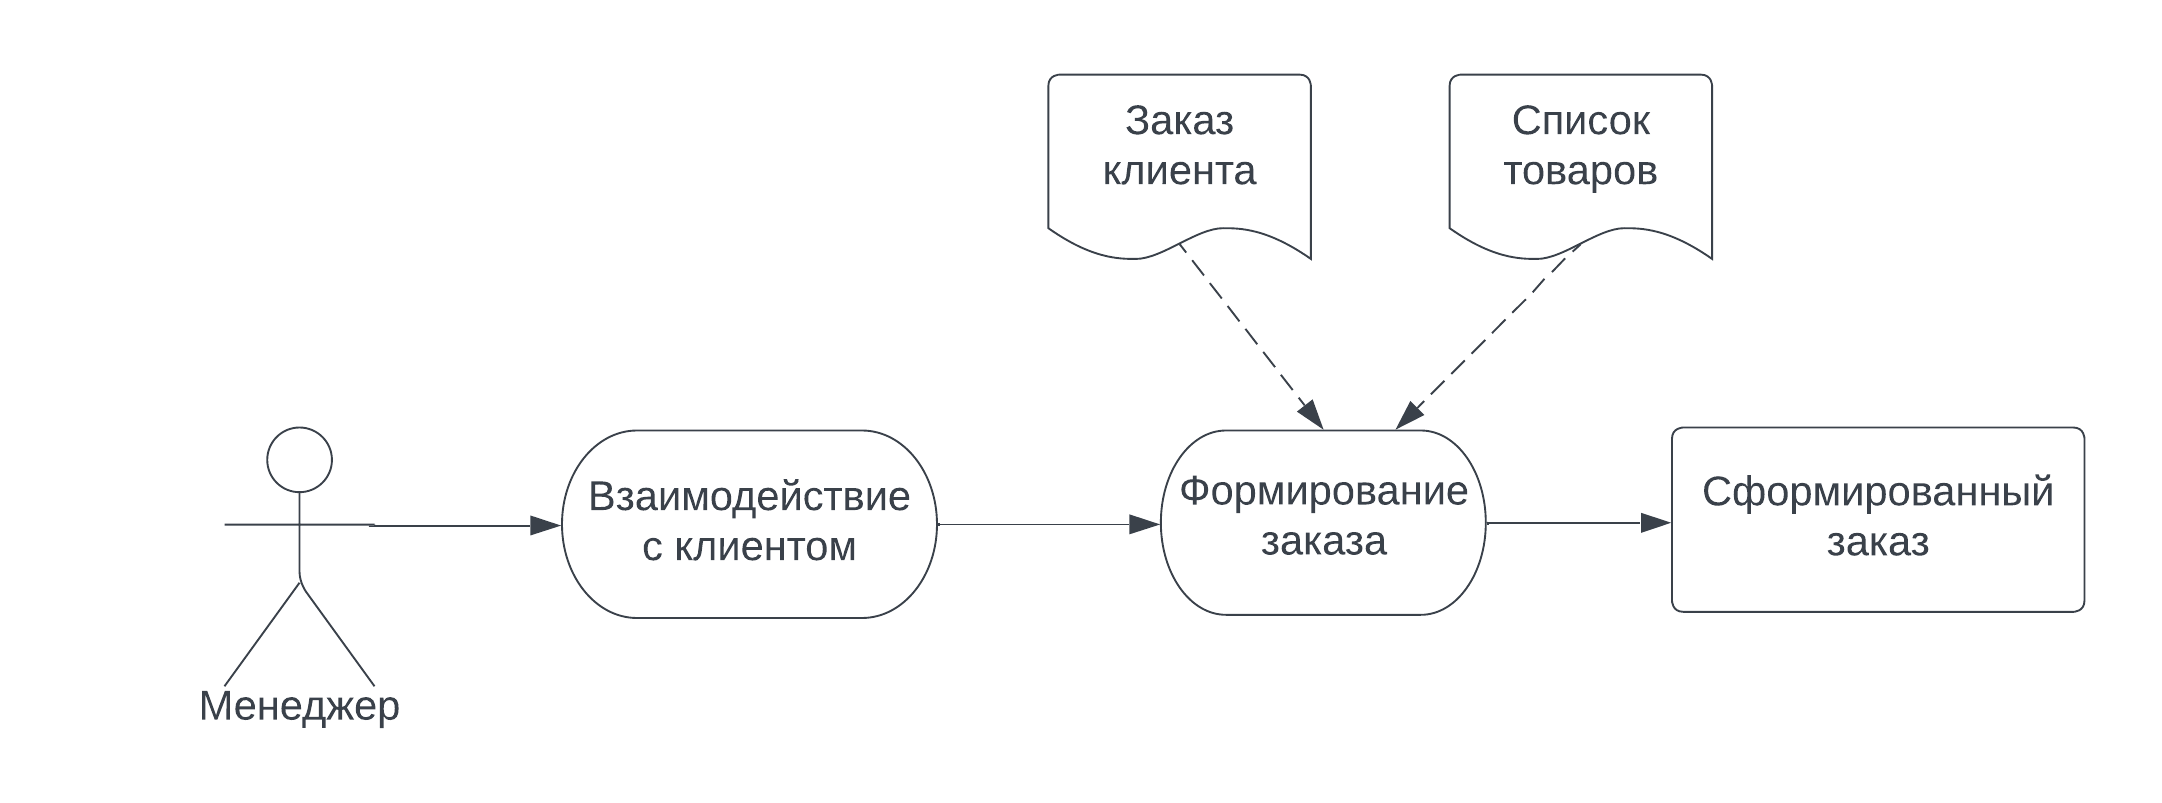 Заказ
клиента
Список
товаров
Взаимодействие
с клиентом
Формирование
заказа
Сформированный
заказ
Менеджер